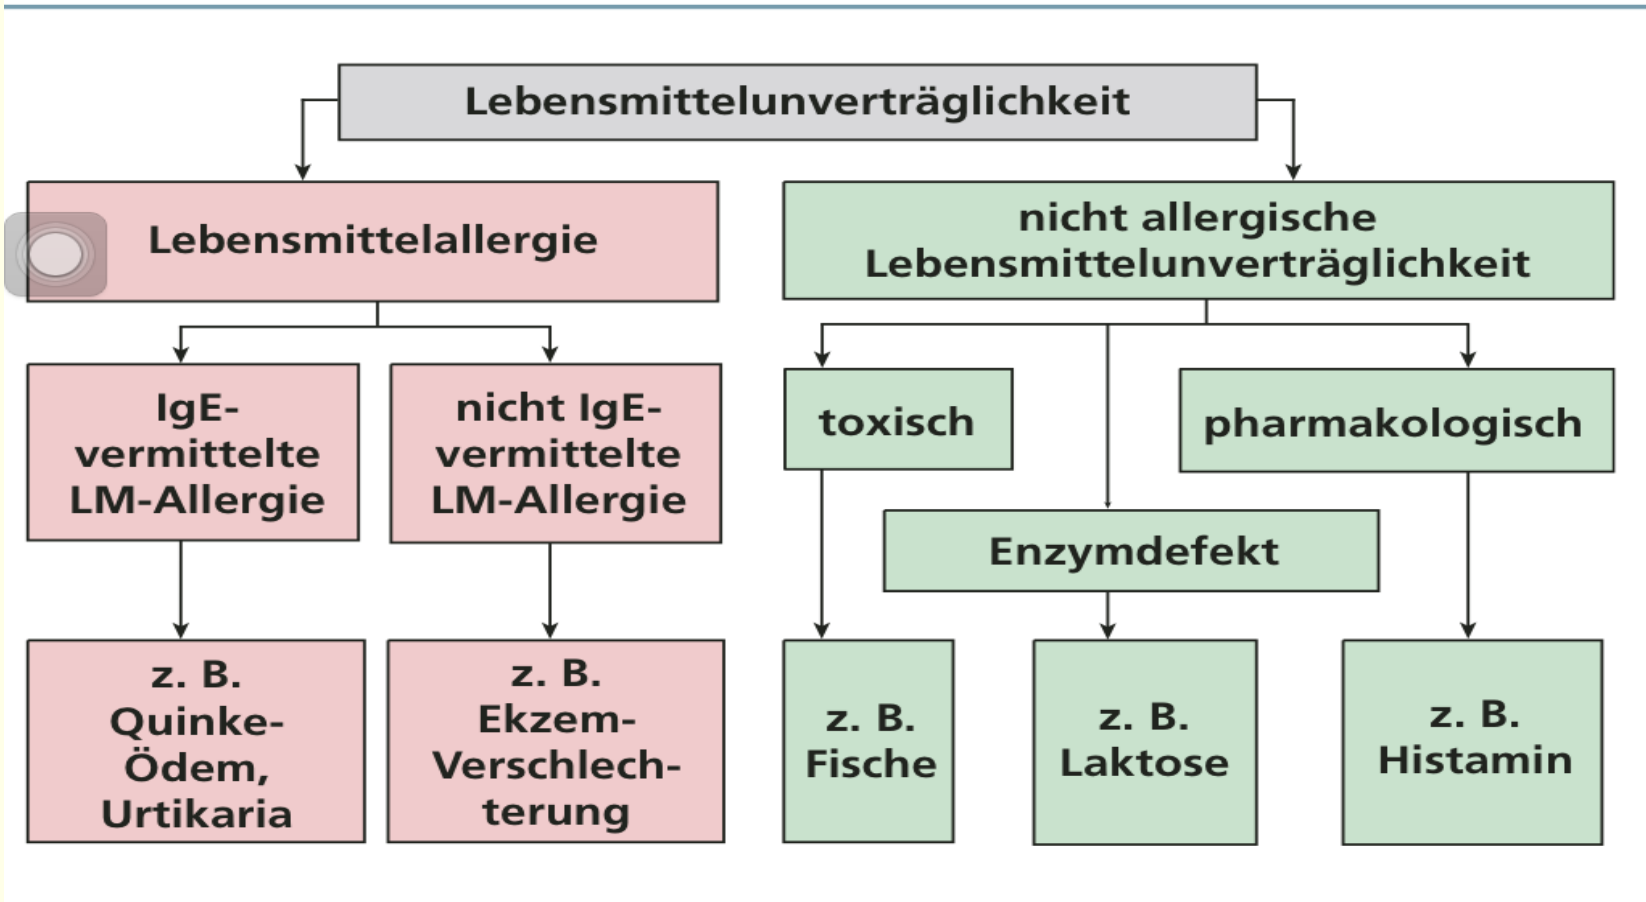 Lebensmittelunverträglichkeit
Lebensmittelallergie
nicht allergische
Lebensmittelunverträglichkeit
IgE-
vermittelte
LM-Allergie
nicht IgE-
vermittelte
LM-Allergie
toxisch
pharmakologisch
Enzymdefekt
z. B.
Quinke-
Ödem,
Urtikaria
z. B.
Ekzem-
Verschlech-
terung
z. B.
Fische
z. B.
Laktose
z. B.
Histamin